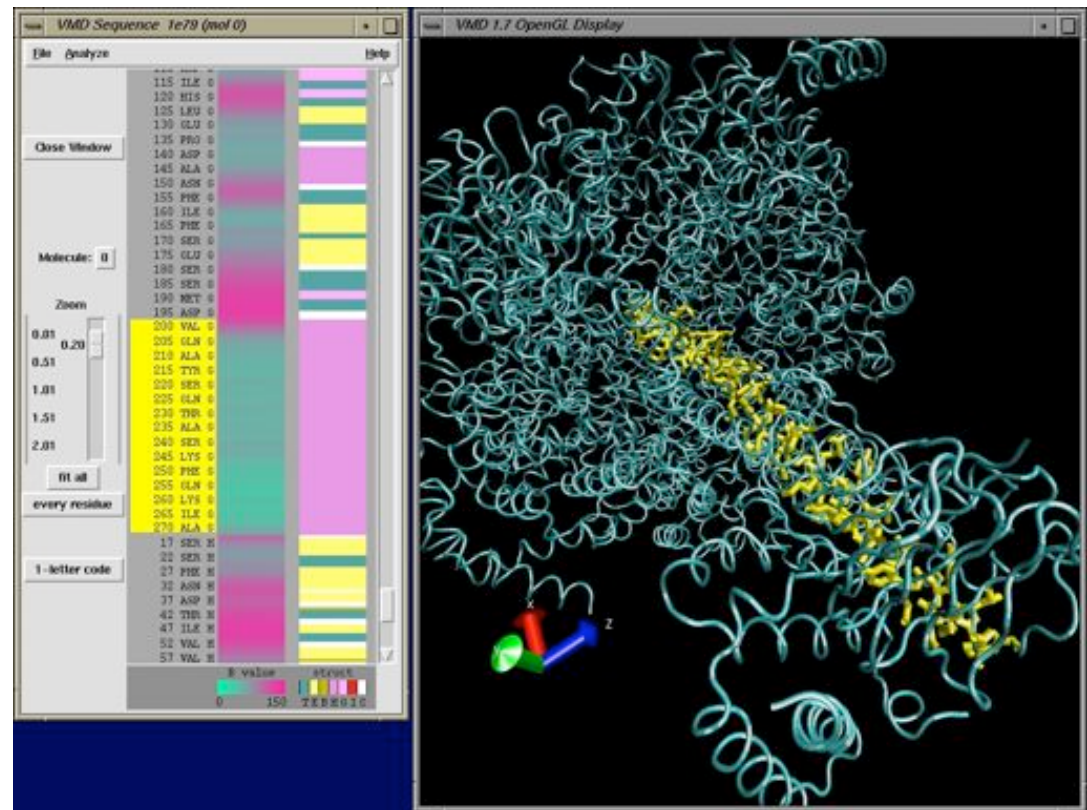 VMD Sequence 1e79 (mol 0)
File Analyze Help
115 ILE G
120 HIS G
125 LEU G
130 GLU G
135 PRO G
140 ASP G
145 ALA G
150 ASN G
155 PHE G
160 ILE G
165 PHE G
170 SER G
175 GLU G
180 SER G
185 SER G
190 MET G
195 ASP G
200 VAL G
205 GLN G
210 ALA G
215 TYR G
220 SER G
225 GLN G
230 THR G
235 ALA G
240 SER G
245 LYS G
250 PHE G
255 GLN G
260 LYS G
265 ILE G
270 ALA G
17 SER H
22 SER H
27 PHE H
32 ASN H
37 ASP H
42 THR H
47 ILE H
52 VAL H
57 VAL H
Close Window
Molecule: 0
Zoom
0.01
0.20
0.51
1.01
1.51
2.01
fit all
every residue
1-letter code
B value
0 150
struct
T E B H G I C
VMD 1.7 OpenGL Display
X
Z